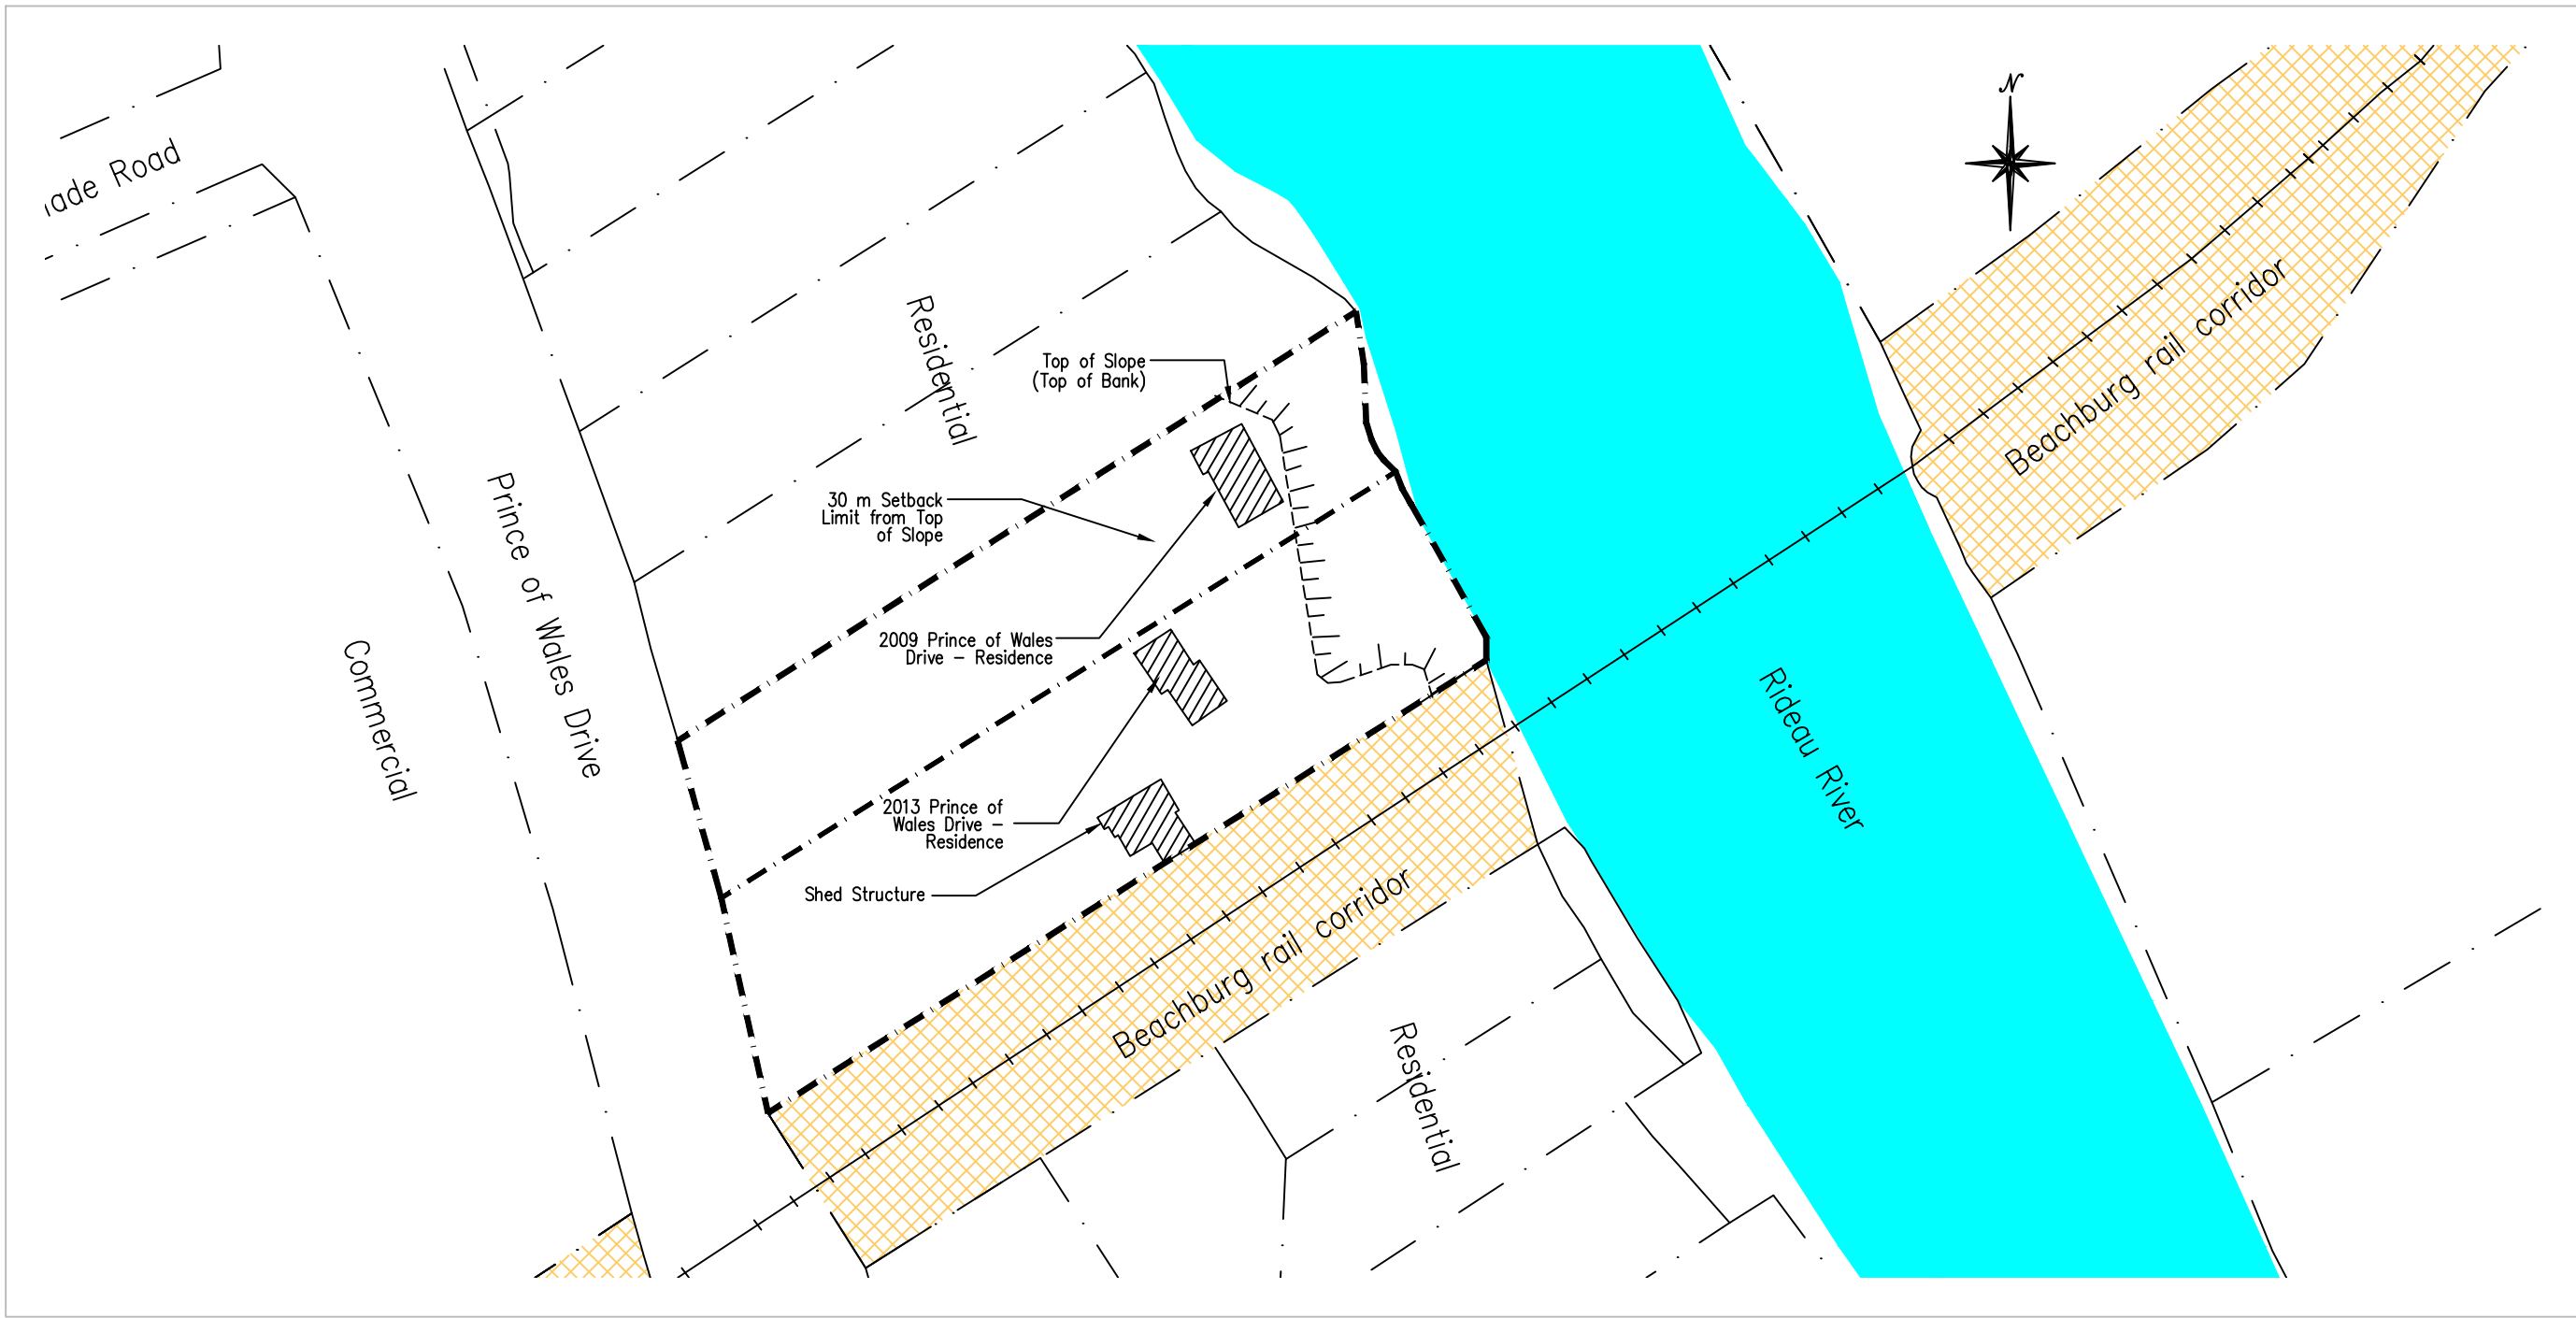 N
ade Road
Residential
Top of Slope
(Top of Bank)
Beachburg rail corridor
30 m Setback
Limit from Top
of Slope
Prince of Wales Drive
2009 Prince of Wales
Drive – Residence
Commercial
Rideau River
2013 Prince of
Wales Drive –
Residence
Shed Structure
Beachburg rail corridor
Residential